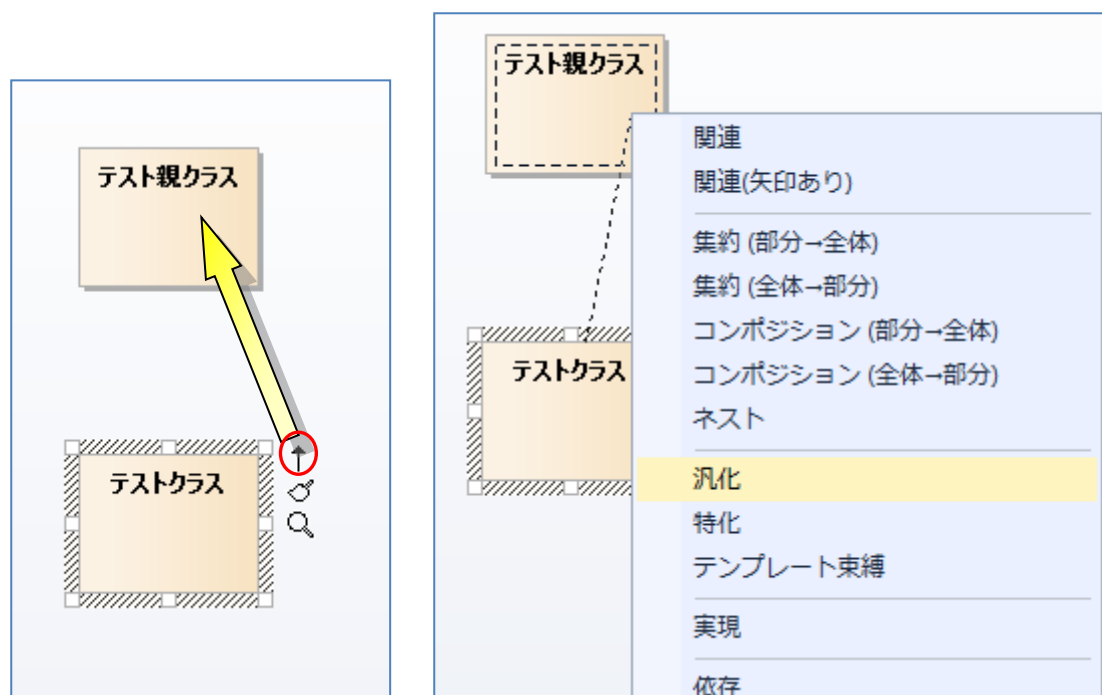 テスト親クラス
テストクラス
テスト親クラス
テストクラス
関連
関連(矢印あり)
集約 (部分→全体)
集約 (全体→部分)
コンポジション (部分→全体)
コンポジション (全体→部分)
ネスト
汎化
特化
テンプレート束縛
実現
依存